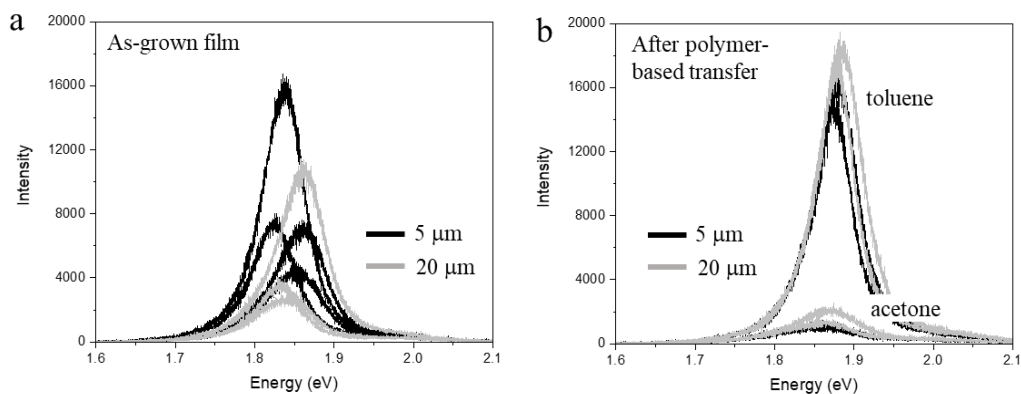 a
As-grown film
20000
16000
12000
8000
4000
0
Intensity
5 μm
20 μm
1.6 1.7 1.8 1.9 2.0 2.1
Energy (eV)
b
After polymer-
based transfer
20000
16000
12000
8000
4000
0
Intensity
toluene
5 μm
20 μm
acetone
1.6 1.7 1.8 1.9 2.0 2.1
Energy (eV)